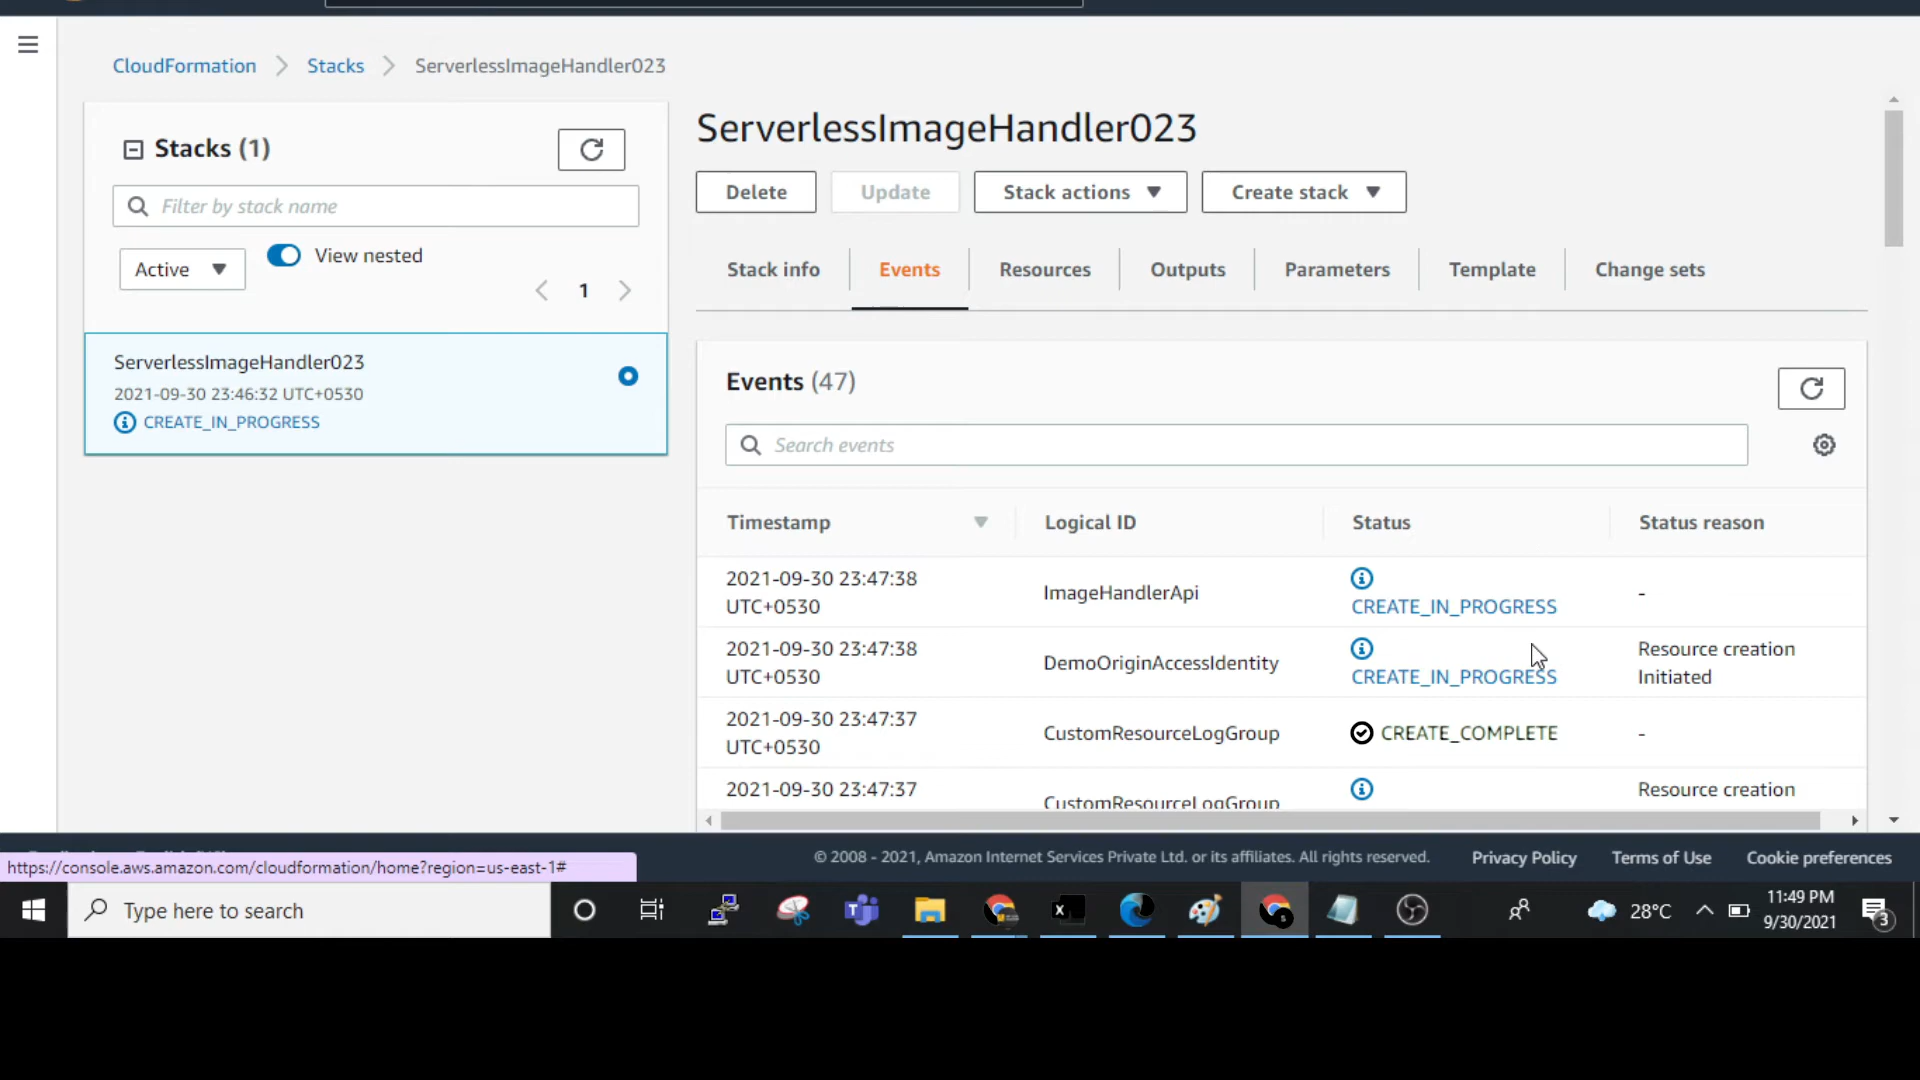 CloudFormation > Stacks > ServerlessImageHandler023
Stacks (1)
Filter by stack name
Active
View nested
1
ServerlessImageHandler023
2021-09-30 23:46:32 UTC+0530
CREATE_IN_PROGRESS
ServerlessImageHandler023
Delete Update Stack actions Create stack
Stack info Events Resources Outputs Parameters Template Change sets
Events (47)
Search events
Timestamp Logical ID Status Status reason
2021-09-30 23:47:38
UTC+0530
ImageHandlerApi
CREATE_IN_PROGRESS
-
2021-09-30 23:47:38
UTC+0530
DemoOriginAccessIdentity
CREATE_IN_PROGRESS
Resource creation
Initiated
2021-09-30 23:47:37
UTC+0530
CustomResourceLogGroup
CREATE_COMPLETE
-
2021-09-30 23:47:37
CustomResourceLogGroup
Resource creation
© 2008 - 2021, Amazon Internet Services Private Ltd. or its affiliates. All rights reserved. Privacy Policy Terms of Use Cookie preferences
https://console.aws.amazon.com/cloudformation/home?region=us-east-1#
Type here to search
28°C
11:49 PM
9/30/2021
3